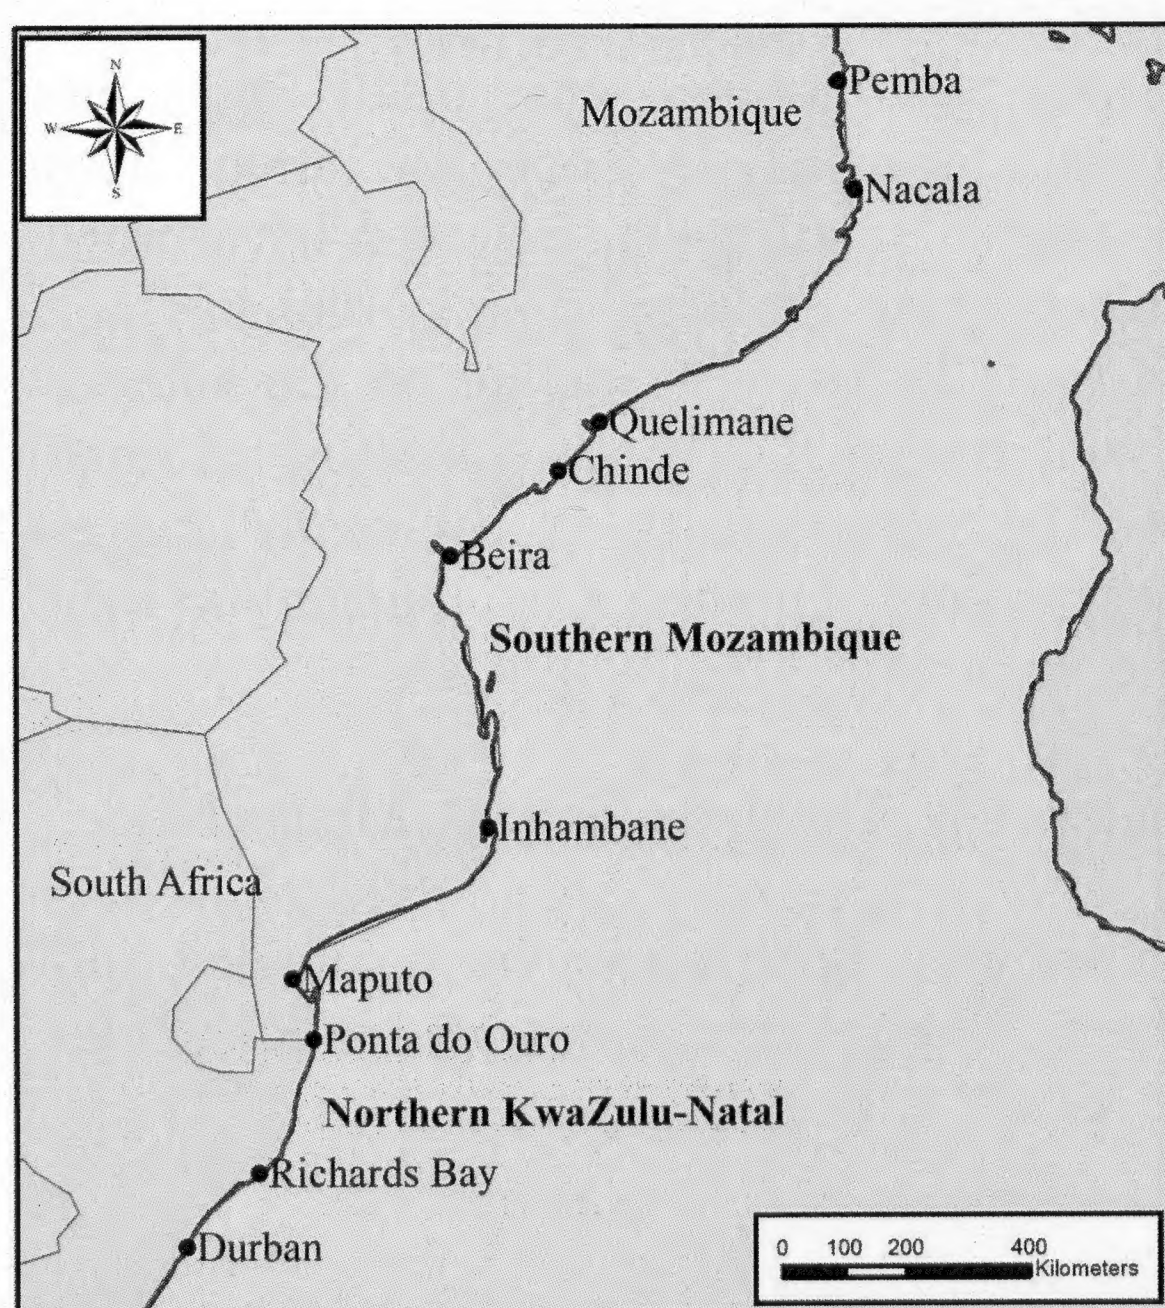 N
W E
S
Pemba
Mozambique
Nacala
Quelimane
Chinde
Beira
Southern Mozambique
Inhambane
South Africa
Maputo
Ponta do Ouro
Northern KwaZulu-Natal
Richards Bay
Durban
0 100 200 400
Kilometers